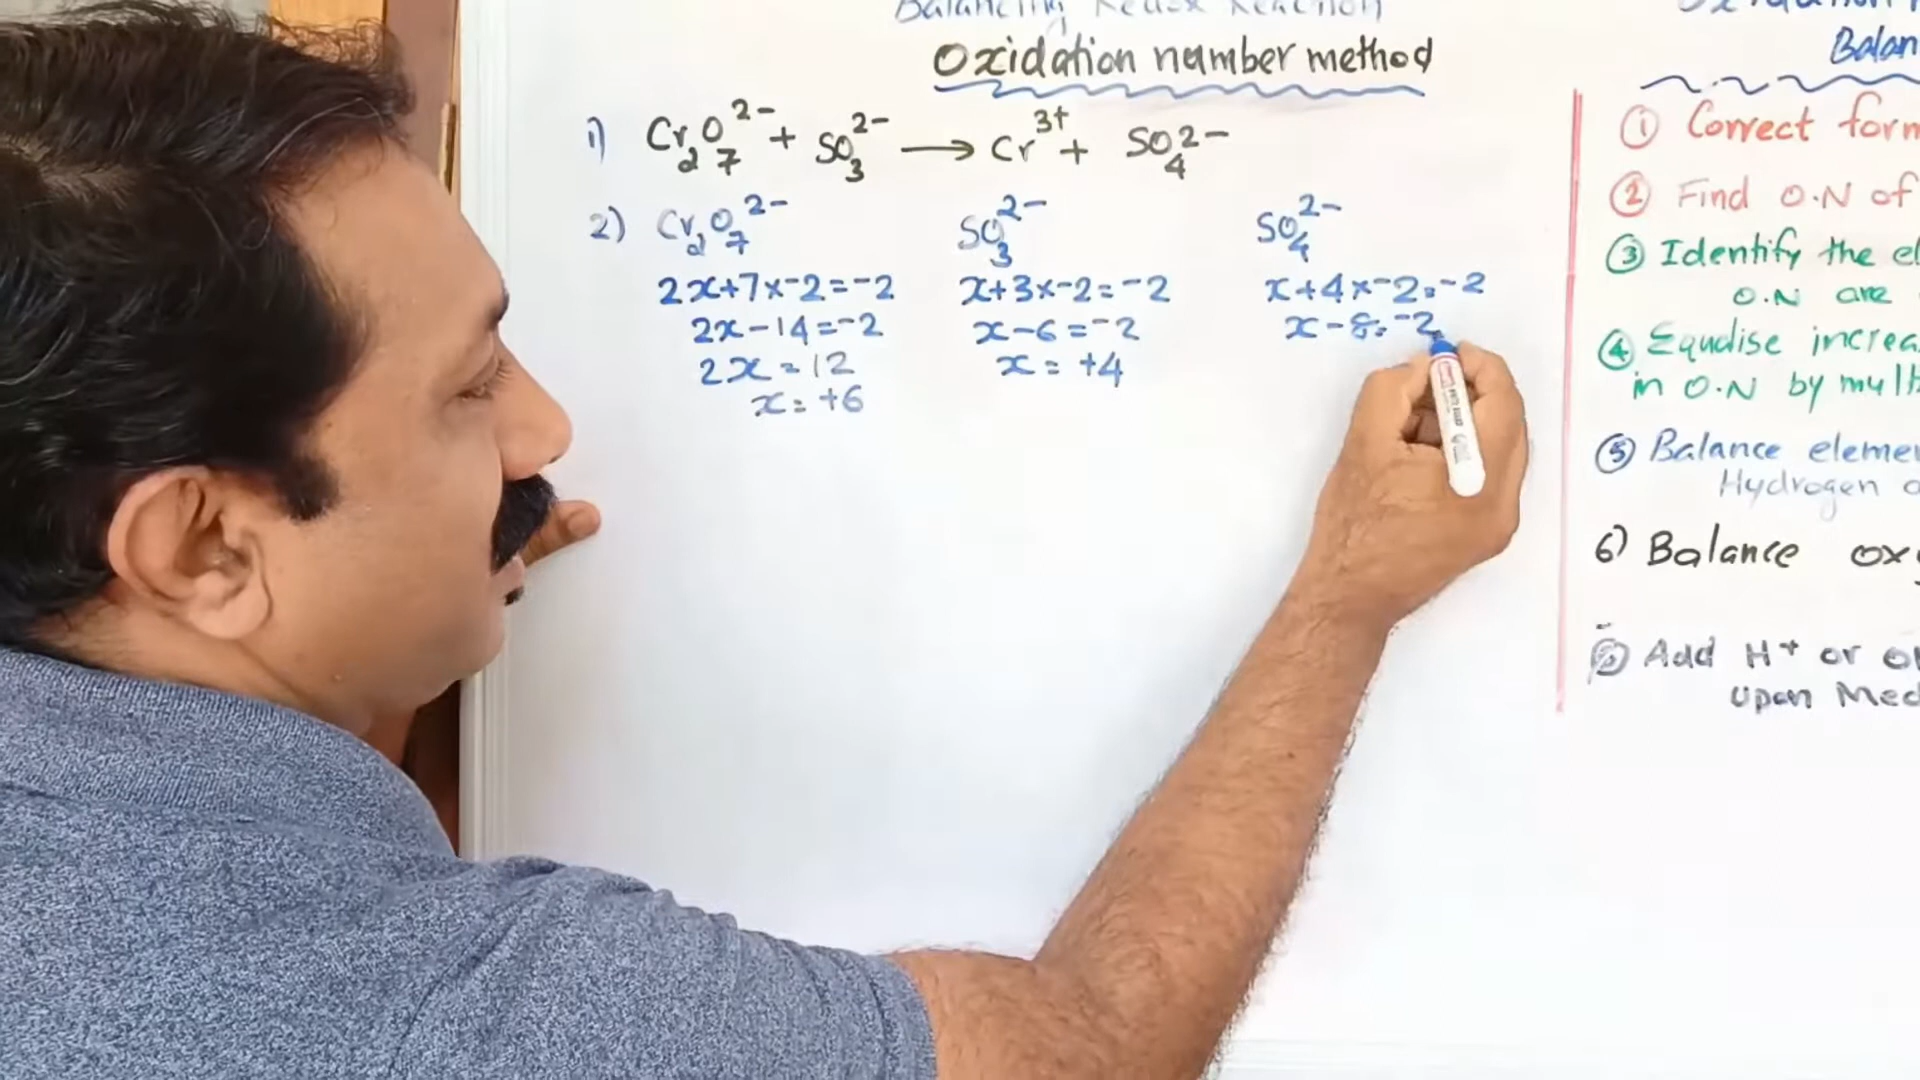 Balancing Redox Reaction
Oxidation number method
1) Cr₂O₇²⁻ + SO₃²⁻ → Cr³⁺ + SO₄²⁻
2) Cr₂O₇²⁻ SO₃²⁻ SO₄²⁻
2x+7x-2=-2 x+3x-2=-2 x+4x-2=-2
2x-14=-2 x-6=-2 x-8=-2
2x=12 x=+4
x=+6
Balan
① Correct form
② Find O.N of
③ Identify the el
O.N are
④ Equalise increa
in O.N by mult
⑤ Balance eleme
Hydrogen o
6) Balance oxy
Add H⁺ or OH
Upon Med